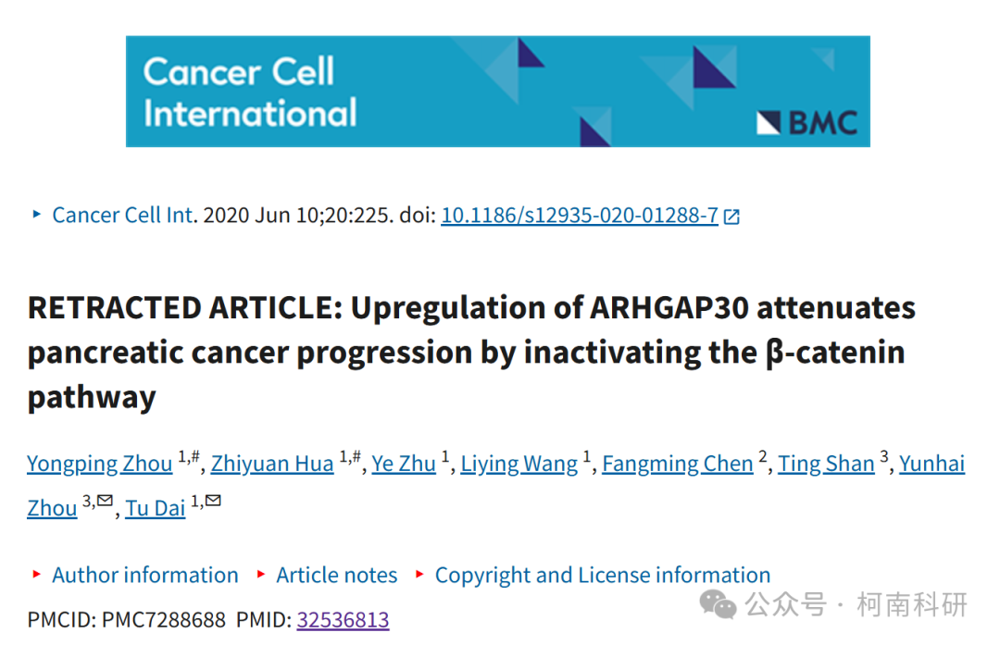 Cancer Cell
International
BMC
Cancer Cell Int. 2020 Jun 10;20:225. doi: 10.1186/s12935-020-01288-7
RETRACTED ARTICLE: Upregulation of ARHGAP30 attenuates
pancreatic cancer progression by inactivating the β-catenin
pathway
Yongping Zhou 1,#, Zhiyuan Hua 1,#, Ye Zhu 1, Liying Wang 1, Fangming Chen 2, Ting Shan 3, Yunhai
Zhou 3,✉, Tu Dai 1,✉
Author information Article notes Copyright and License information
PMCID: PMC7288688 PMID: 32536813
公众号 · 柯南科研